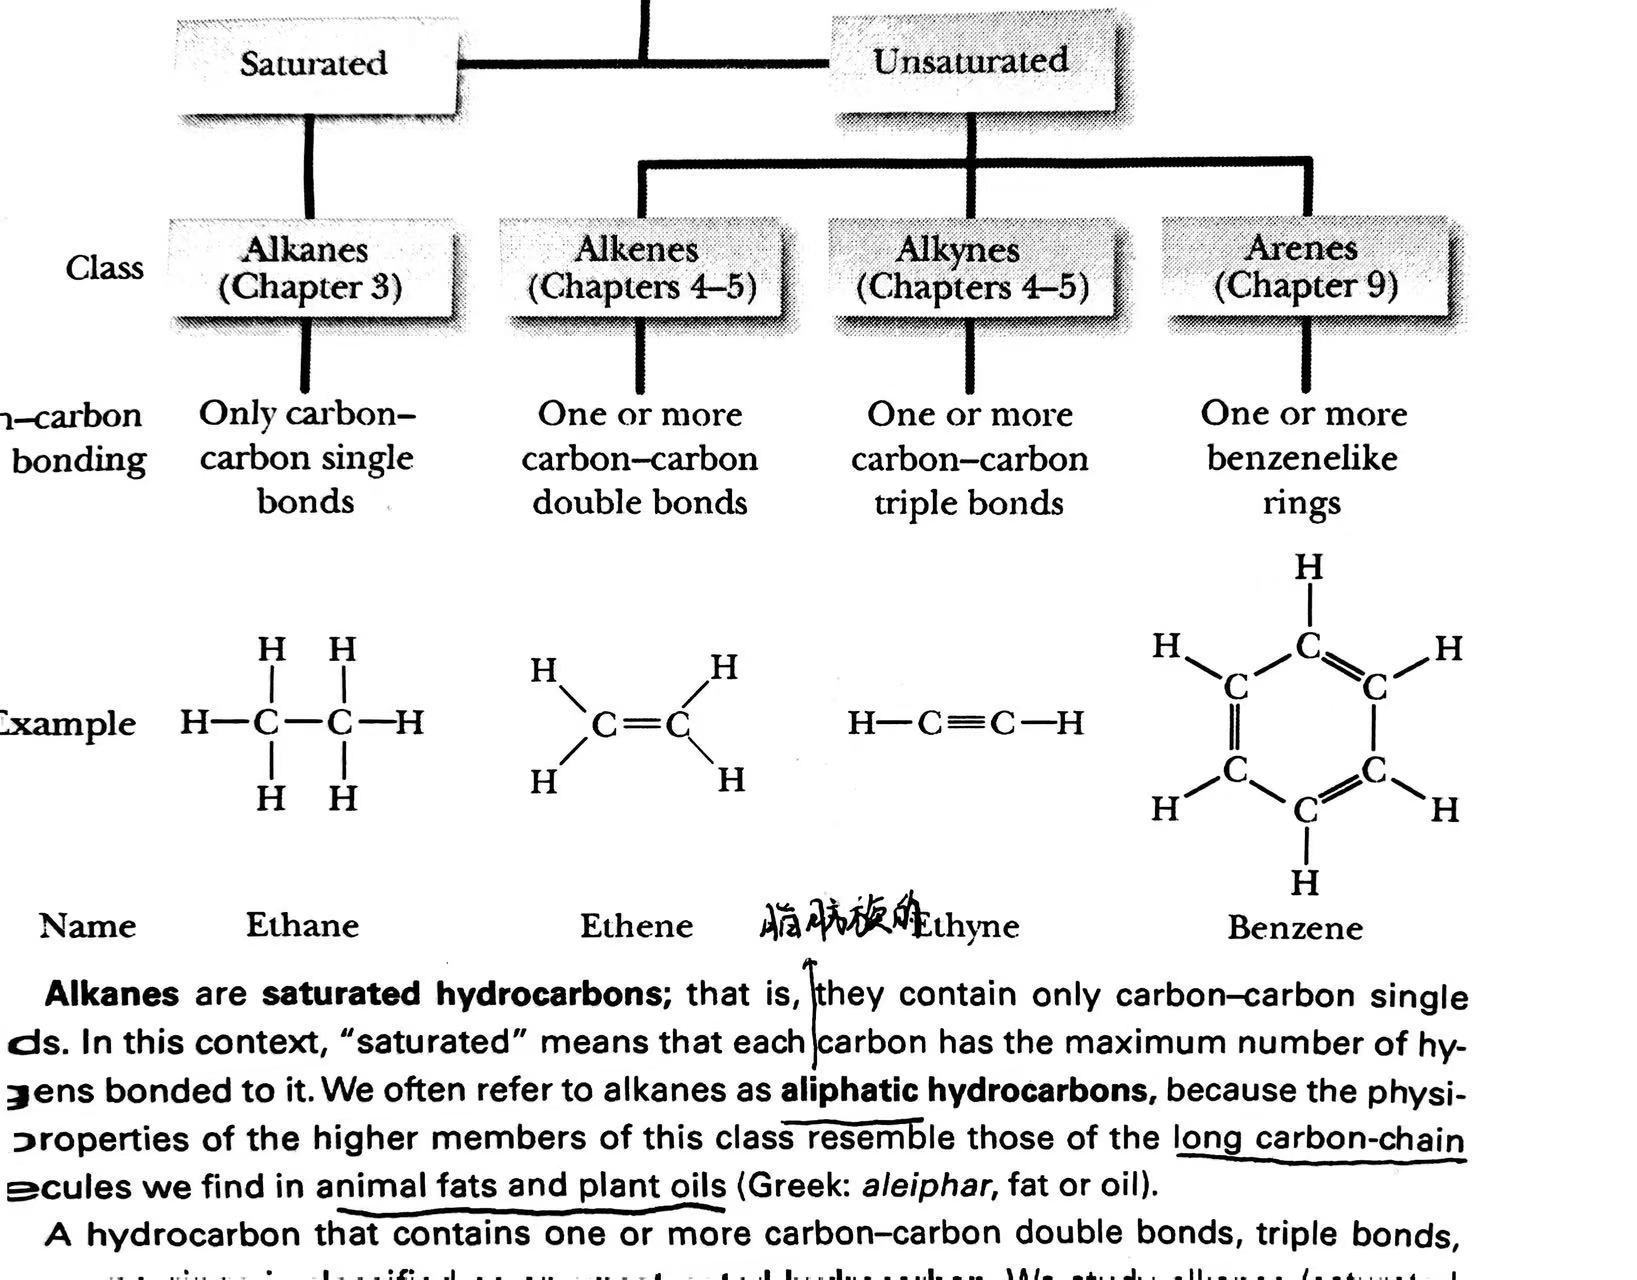 Saturated Unsaturated
Class
Alkanes
(Chapter 3)
Alkenes
(Chapters 4–5)
Alkynes
(Chapters 4–5)
Arenes
(Chapter 9)
n–carbon
bonding
Only carbon–
carbon single
bonds
One or more
carbon–carbon
double bonds
One or more
carbon–carbon
triple bonds
One or more
benzenelike
rings
Example
H H
H—C—C—H
H H
H H
C=C
H H
H—C≡C—H
H
H C H
C C
C C
H C H
H
Name Ethane Ethene Ethyne Benzene
脂肪族的
Alkanes are saturated hydrocarbons; that is, they contain only carbon–carbon single
ds. In this context, “saturated” means that each carbon has the maximum number of hy-
gens bonded to it. We often refer to alkanes as aliphatic hydrocarbons, because the physi-
properties of the higher members of this class resemble those of the long carbon-chain
ecules we find in animal fats and plant oils (Greek: aleiphar, fat or oil).
A hydrocarbon that contains one or more carbon–carbon double bonds, triple bonds,